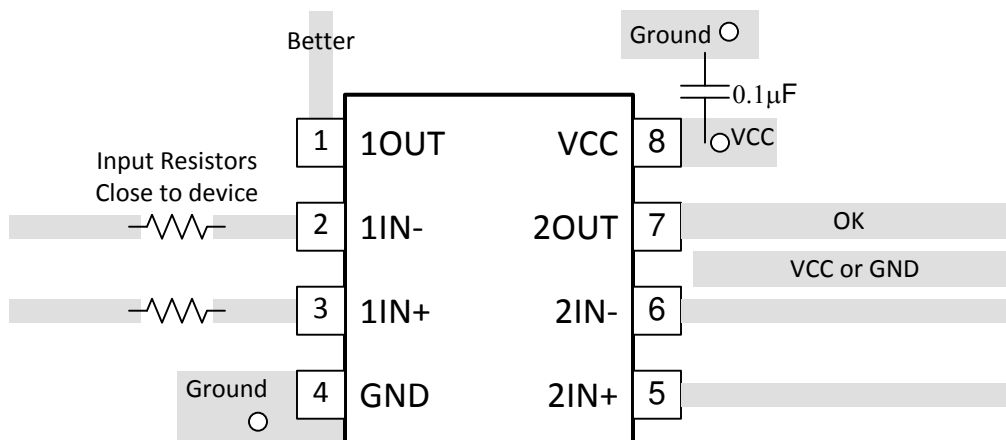 Better
Ground
0.1µF
1 1OUT VCC 8 VCC
Input Resistors
Close to device
2 1IN- 2OUT 7 OK
VCC or GND
3 1IN+ 2IN- 6
Ground
4 GND 2IN+ 5